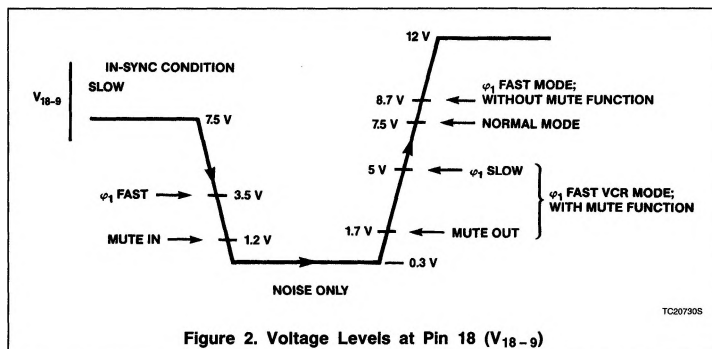 12 V
IN-SYNC CONDITION
SLOW
V18-9
φ1 FAST MODE;
8.7 V WITHOUT MUTE FUNCTION
7.5 V
7.5 V NORMAL MODE
5 V φ1 SLOW
φ1 FAST 3.5 V
φ1 FAST VCR MODE;
WITH MUTE FUNCTION
MUTE IN 1.2 V
1.7 V MUTE OUT
0.3 V
NOISE ONLY
TC20730S
Figure 2. Voltage Levels at Pin 18 (V18-9)